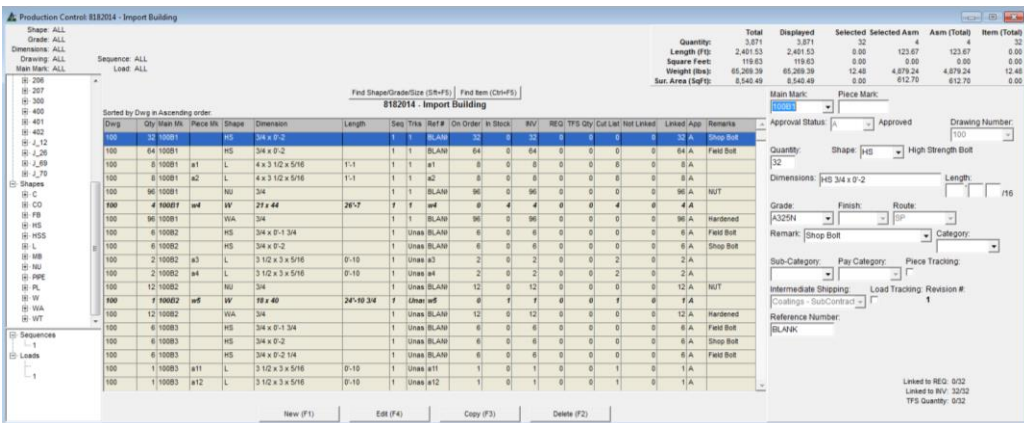 Production Control: 8182014 - Import Building
Shape: ALL
Grade: ALL
Dimensions: ALL
Drawing: ALL Sequence: ALL
Main Mark: ALL Load: ALL
Total Displayed Selected Selected Asm Asm (Total) Item (Total)
Quantity: 3,871 3,871 32 4 4 32
Length (Ft): 2,401.53 2,401.53 0.00 123.67 123.67 0.00
Square Feet: 119.63 119.63 0.00 0.00 0.00 0.00
Weight (lbs): 65,269.39 65,269.39 12.48 4,879.24 4,879.24 12.48
Sur. Area (SqFt): 8,540.49 8,540.49 0.00 612.70 612.70 0.00
206
207
300
400
401
402
J_12
J_26
J_69
J_70
Shapes
C
CO
FB
HS
HSS
L
MB
NU
PIPE
PL
W
WA
WT
Sequences
1
Loads
1
Find Shape/Grade/Size (Sft+F5) Find Item (Ctrl+F5)
8182014 - Import Building
Sorted by Dwg in Ascending order.
Dwg Qty Main Mk Piece Mk Shape Dimension Length Seq Trks Ref # On Order In Stock INV REQ TFS Qty Cut List Not Linked Linked App Remarks
100 32 100B1 HS 3/4 x 0'-2 1 1 BLANK 32 0 32 0 0 0 0 32 A Shop Bolt
100 64 100B1 HS 3/4 x 0'-2 1 1 BLANK 64 0 64 0 0 0 0 64 A Field Bolt
100 8 100B1 a1 L 4 x 3 1/2 x 5/16 1'-1 1 1 a1 8 0 8 0 0 8 0 8 A
100 8 100B1 a2 L 4 x 3 1/2 x 5/16 1'-1 1 1 a2 8 0 8 0 0 8 0 8 A
100 96 100B1 NU 3/4 1 1 BLANK 96 0 96 0 0 0 0 96 A NUT
100 4 100B1 w4 W 21 x 44 26'-7 1 1 w4 0 4 4 0 0 4 0 4 A
100 96 100B1 WA 3/4 1 1 BLANK 96 0 96 0 0 0 0 96 A Hardened
100 6 100B2 HS 3/4 x 0'-1 3/4 1 Unas BLANK 6 0 6 0 0 0 0 6 A Field Bolt
100 6 100B2 HS 3/4 x 0'-2 1 Unas BLANK 6 0 6 0 0 0 0 6 A Shop Bolt
100 2 100B2 a3 L 3 1/2 x 3 x 5/16 0'-10 1 Unas a3 2 0 2 0 0 2 0 2 A
100 2 100B2 a4 L 3 1/2 x 3 x 5/16 0'-10 1 Unas a4 2 0 2 0 0 2 0 2 A
100 12 100B2 NU 3/4 1 Unas BLANK 12 0 12 0 0 0 0 12 A NUT
100 1 100B2 w5 W 18 x 40 24'-10 3/4 1 Unas w5 0 1 1 0 0 1 0 1 A
100 12 100B2 WA 3/4 1 Unas BLANK 12 0 12 0 0 0 0 12 A Hardened
100 6 100B3 HS 3/4 x 0'-1 3/4 1 Unas BLANK 6 0 6 0 0 0 0 6 A Field Bolt
100 6 100B3 HS 3/4 x 0'-2 1 Unas BLANK 6 0 6 0 0 0 0 6 A Shop Bolt
100 6 100B3 HS 3/4 x 0'-2 1/4 1 Unas BLANK 6 0 6 0 0 0 0 6 A Field Bolt
100 1 100B3 a11 L 3 1/2 x 3 x 5/16 0'-10 1 Unas a11 1 0 1 0 0 1 0 1 A
100 1 100B3 a12 L 3 1/2 x 3 x 5/16 0'-10 1 Unas a12 1 0 1 0 0 1 0 1 A
New (F1) Edit (F4) Copy (F3) Delete (F2)
Main Mark: Piece Mark:
100B1
Approval Status: A Approved Drawing Number:
100
Quantity: Shape: HS High Strength Bolt
32
Dimensions: HS 3/4 x 0'-2 Length:
/16
Grade: Finish: Route:
A325N SP
Remark: Shop Bolt Category:
Sub-Category: Pay Category: Piece Tracking:
Intermediate Shipping: Load Tracking: Revision #:
Coatings - SubContract 1
Reference Number:
BLANK
Linked to REQ: 0/32
Linked to INV: 32/32
TFS Quantity: 0/32